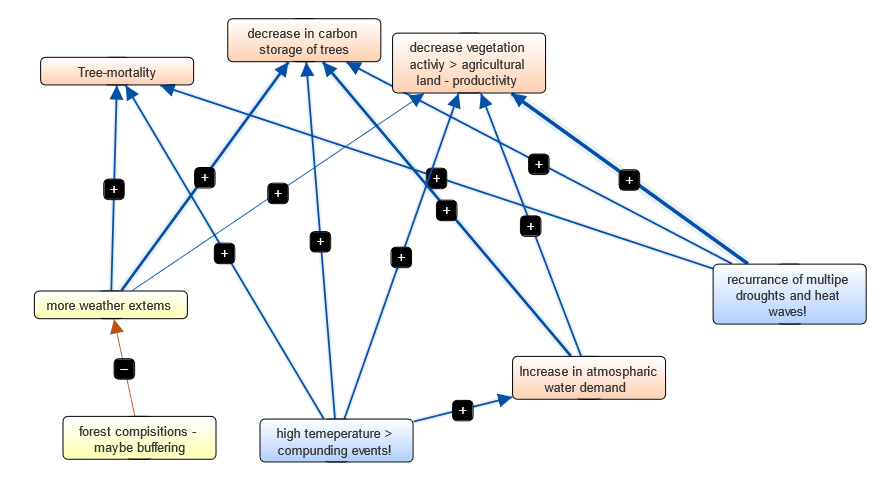 decrease in carbon
storage of trees
decrease vegetation
activiy > agricultural
land - productivity
Tree-mortality
+
+
+
+
+
+
+
+
+
+
+
recurrance of multipe
droughts and heat
waves!
more weather extems
−
Increase in atmospharic
water demand
+
forest compisitions -
maybe buffering
high temeperature >
compunding events!